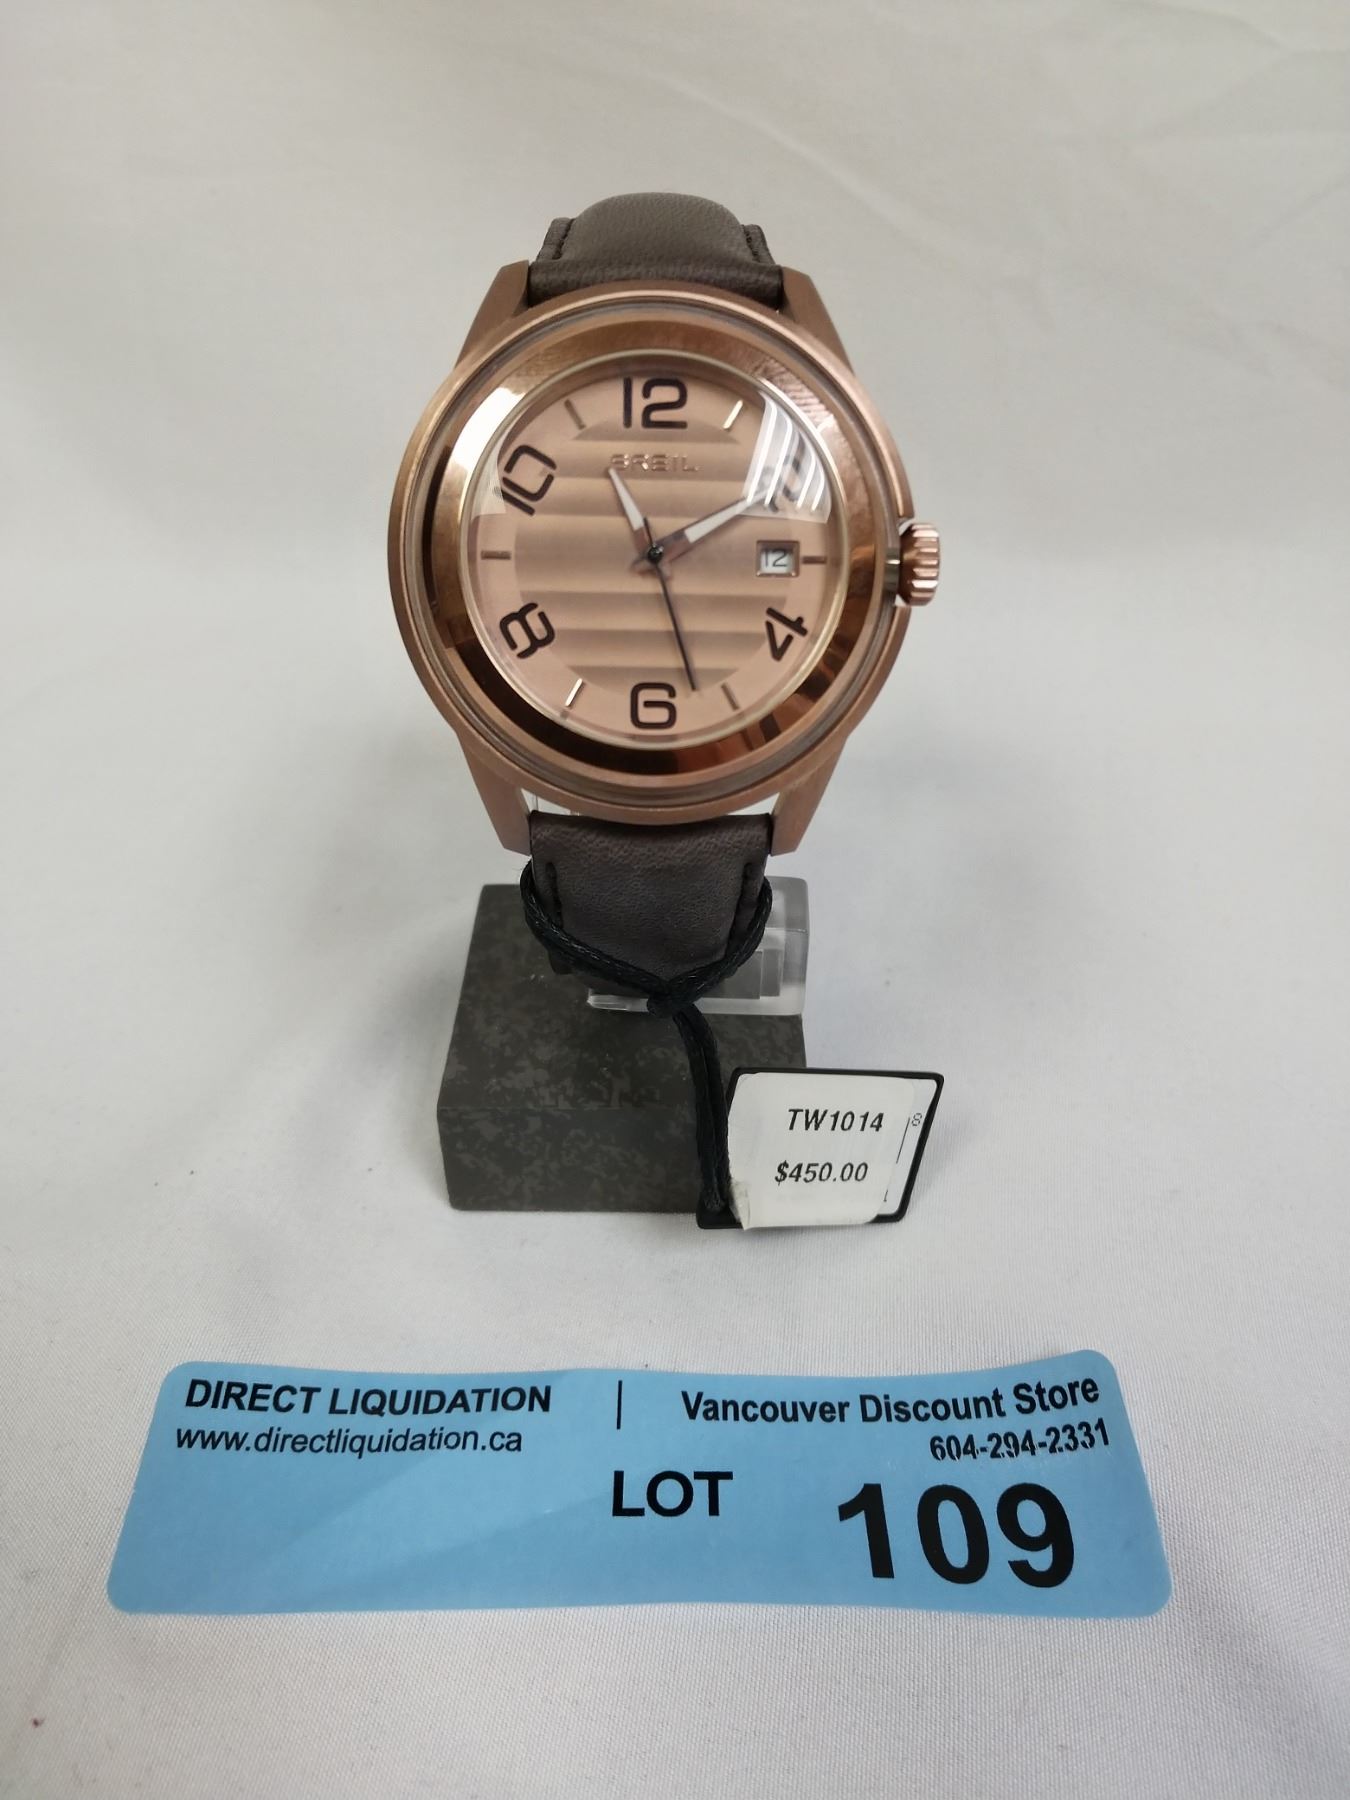 12
BREIL
10
2
12
8
4
6
TW1014
$450.00
DIRECT LIQUIDATION | Vancouver Discount Store
www.directliquidation.ca 604-294-2331
LOT 109